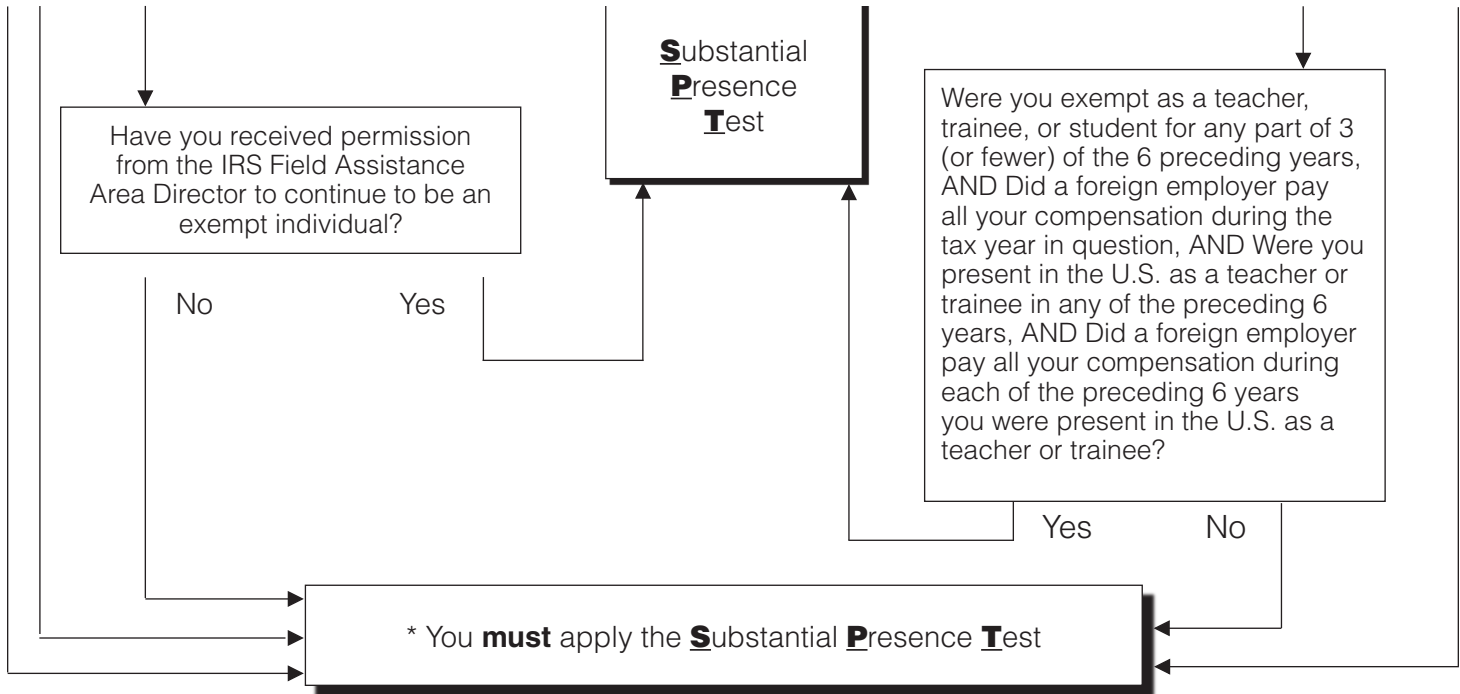 Substantial
Presence
Test
Have you received permission
from the IRS Field Assistance
Area Director to continue to be an
exempt individual?
No
Yes
Were you exempt as a teacher,
trainee, or student for any part of 3
(or fewer) of the 6 preceding years,
AND Did a foreign employer pay
all your compensation during the
tax year in question, AND Were you
present in the U.S. as a teacher or
trainee in any of the preceding 6
years, AND Did a foreign employer
pay all your compensation during
each of the preceding 6 years
you were present in the U.S. as a
teacher or trainee?
Yes
No
* You must apply the Substantial Presence Test